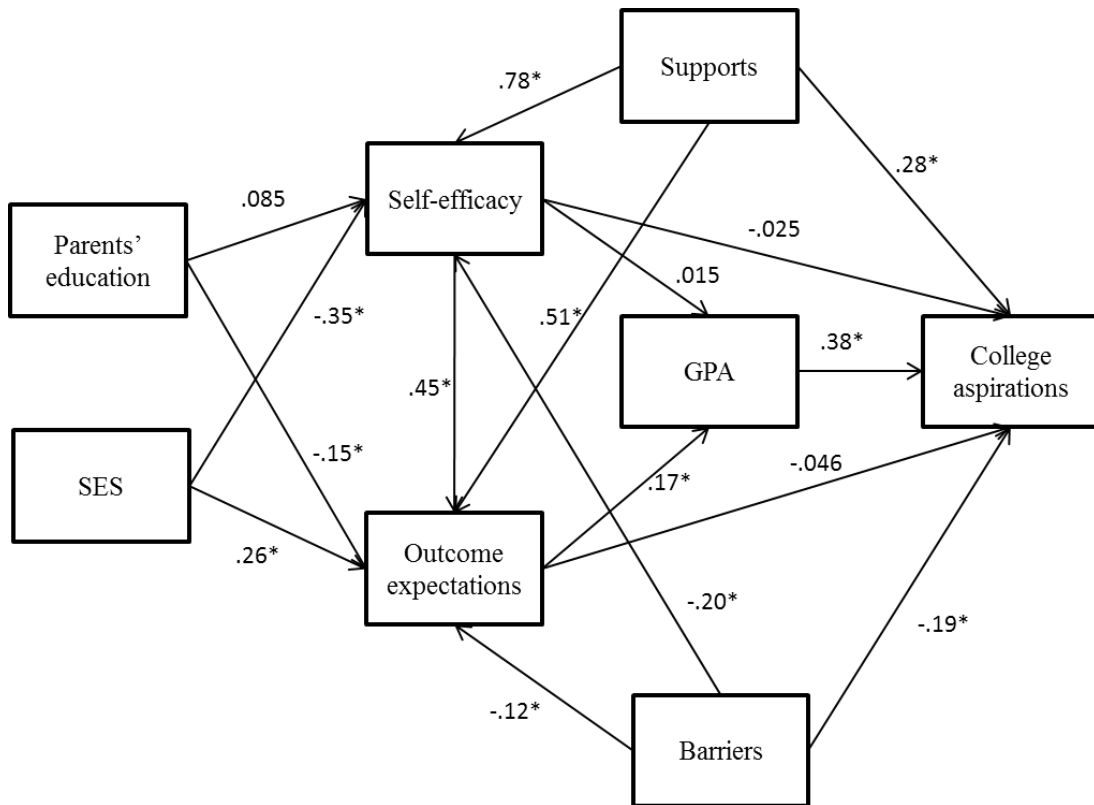 Supports
.78*
Self-efficacy
.28*
.085
Parents’
education
-.025
.015
-.35*
.51*
.38*
GPA
College
aspirations
.45*
-.15*
SES
-.046
.17*
.26*
Outcome
expectations
-.20*
-.19*
-.12*
Barriers